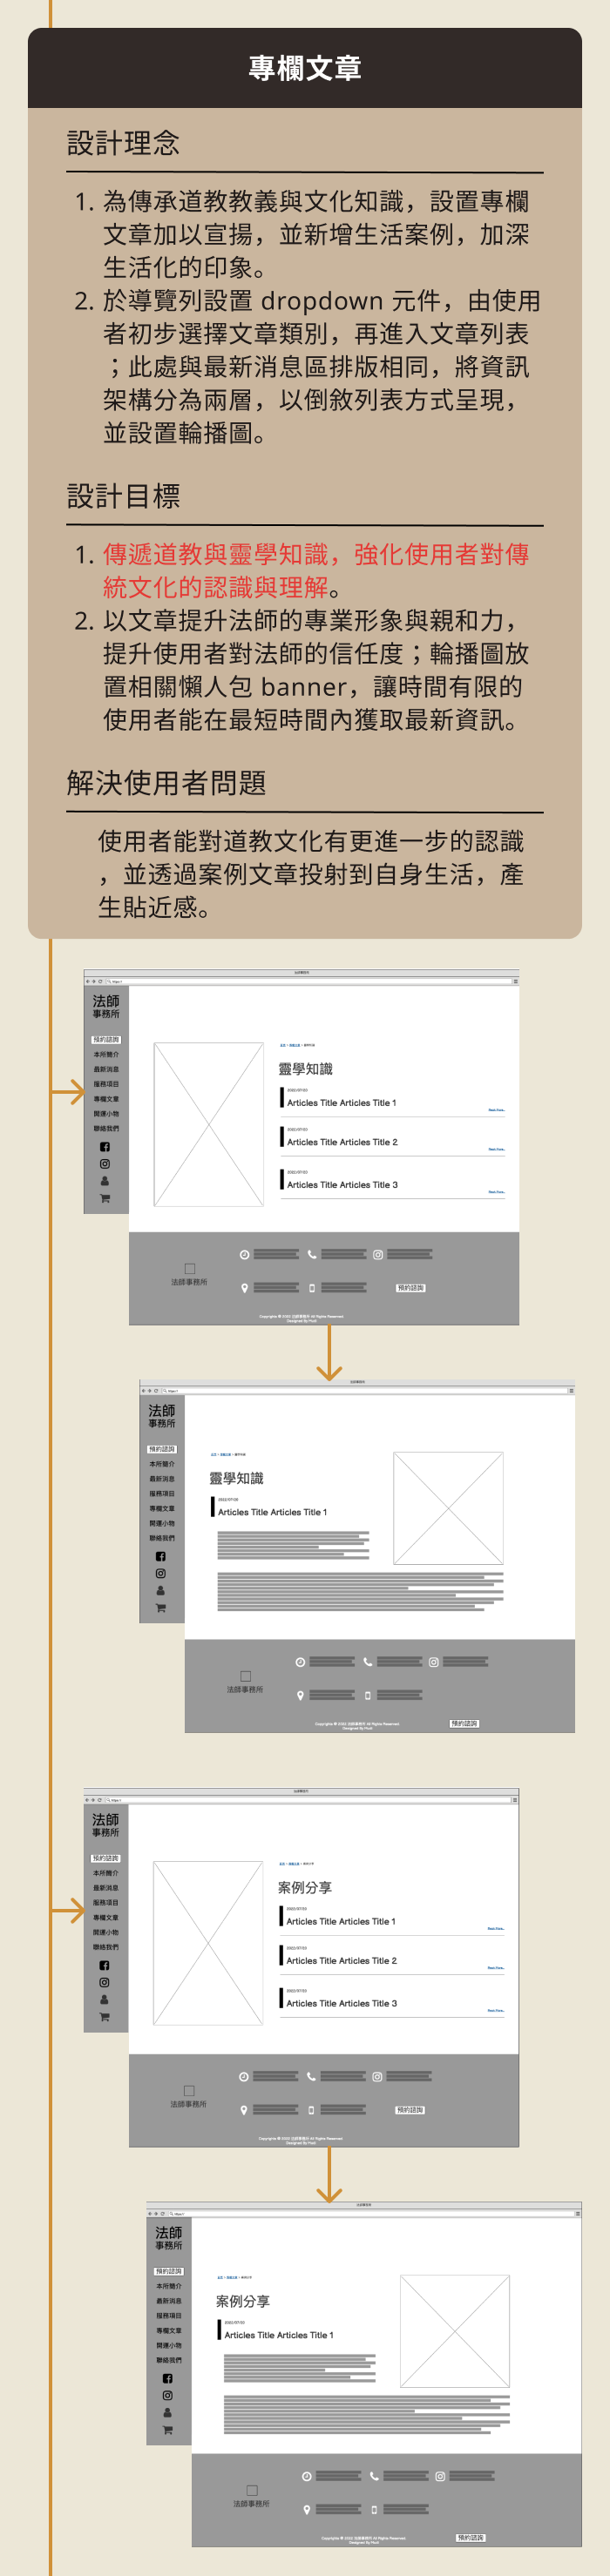 專欄文章
設計理念
1. 為傳承道教教義與文化知識，設置專欄
文章加以宣揚，並新增生活案例，加深
生活化的印象。
2. 於導覽列設置 dropdown 元件，由使用
者初步選擇文章類別，再進入文章列表
；此處與最新消息區排版相同，將資訊
架構分為兩層，以倒敘列表方式呈現，
並設置輪播圖。
設計目標
1. 傳遞道教與靈學知識，強化使用者對傳
統文化的認識與理解。
2. 以文章提升法師的專業形象與親和力，
提升使用者對法師的信任度；輪播圖放
置相關懶人包 banner，讓時間有限的
使用者能在最短時間內獲取最新資訊。
解決使用者問題
使用者能對道教文化有更進一步的認識
，並透過案例文章投射到自身生活，產
生貼近感。
法師
事務所
預約諮詢
本所簡介
最新消息
服務項目
專欄文章
開運小物
聯絡我們
靈學知識
Articles Title Articles Title 1
Articles Title Articles Title 2
Articles Title Articles Title 3
法師事務所
預約諮詢
法師
事務所
預約諮詢
本所簡介
最新消息
服務項目
專欄文章
開運小物
聯絡我們
靈學知識
Articles Title Articles Title 1
法師事務所
預約諮詢
法師
事務所
預約諮詢
本所簡介
最新消息
服務項目
專欄文章
開運小物
聯絡我們
案例分享
Articles Title Articles Title 1
Articles Title Articles Title 2
Articles Title Articles Title 3
法師事務所
預約諮詢
法師
事務所
預約諮詢
本所簡介
最新消息
服務項目
專欄文章
開運小物
聯絡我們
案例分享
Articles Title Articles Title 1
法師事務所
預約諮詢